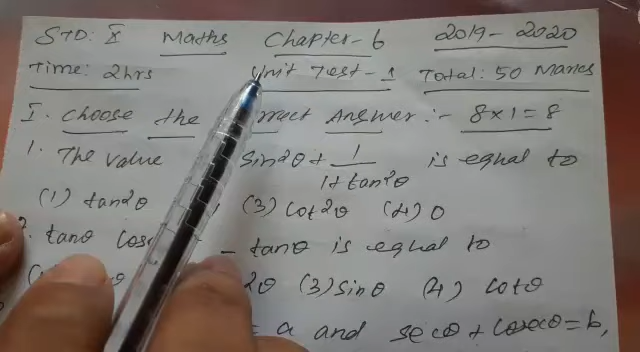 STD: X Maths Chapter-6 2019-2020
Time: 2hrs Unit Test-1 Total: 50 Marks
I. Choose the rrect Answer :- 8x1=8
1. The value sin²θ + 1/1+tan²θ is equal to
(1) tan²θ (3) cot²θ (4) 0
2. tanθ cos - tanθ is equal to
2θ (3) sinθ (4) cotθ
= a and secθ + cosecθ = b,